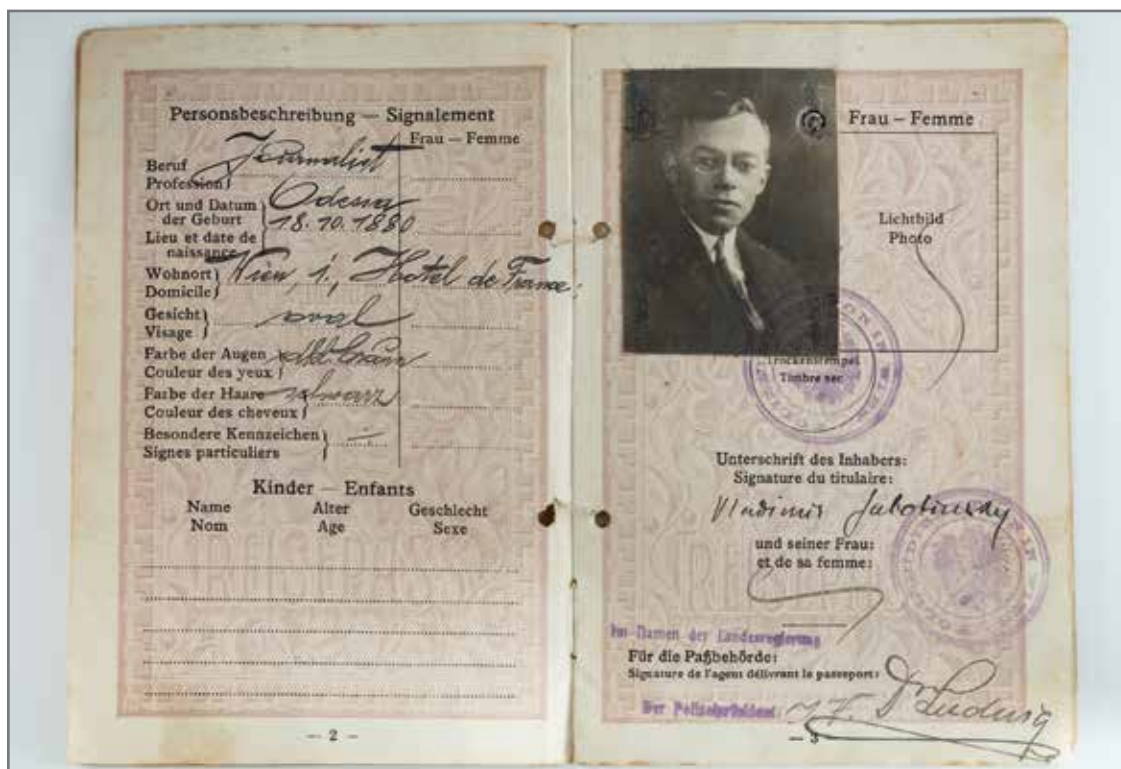 Personsbeschreibung — Signalement
Frau — Femme
Beruf
Profession
Journalist
Ort und Datum
der Geburt
Lieu et date de
naissance
Odessa
18. 10. 1880
Wohnort
Domicile
Wien, i., Hotel de France.
Gesicht
Visage
oval
Farbe der Augen
Couleur des yeux
braun
Farbe der Haare
Couleur des cheveux
schwarz
Besondere Kennzeichen
Signes particuliers
—
Kinder — Enfants
Name Alter Geschlecht
Nom Age Sexe
— 2 —
Frau — Femme
Lichtbild
Photo
Trockenstempel
Timbre sec
Unterschrift des Inhabers:
Signature du titulaire:
Vladimir Jabotinsky
und seiner Frau:
et de sa femme:
Im Namen der Landesregierung
Für die Paßbehörde:
Signature de l'agent délivrant le passeport:
Der Polizeipräsident:
Dr Ludwig
— 3